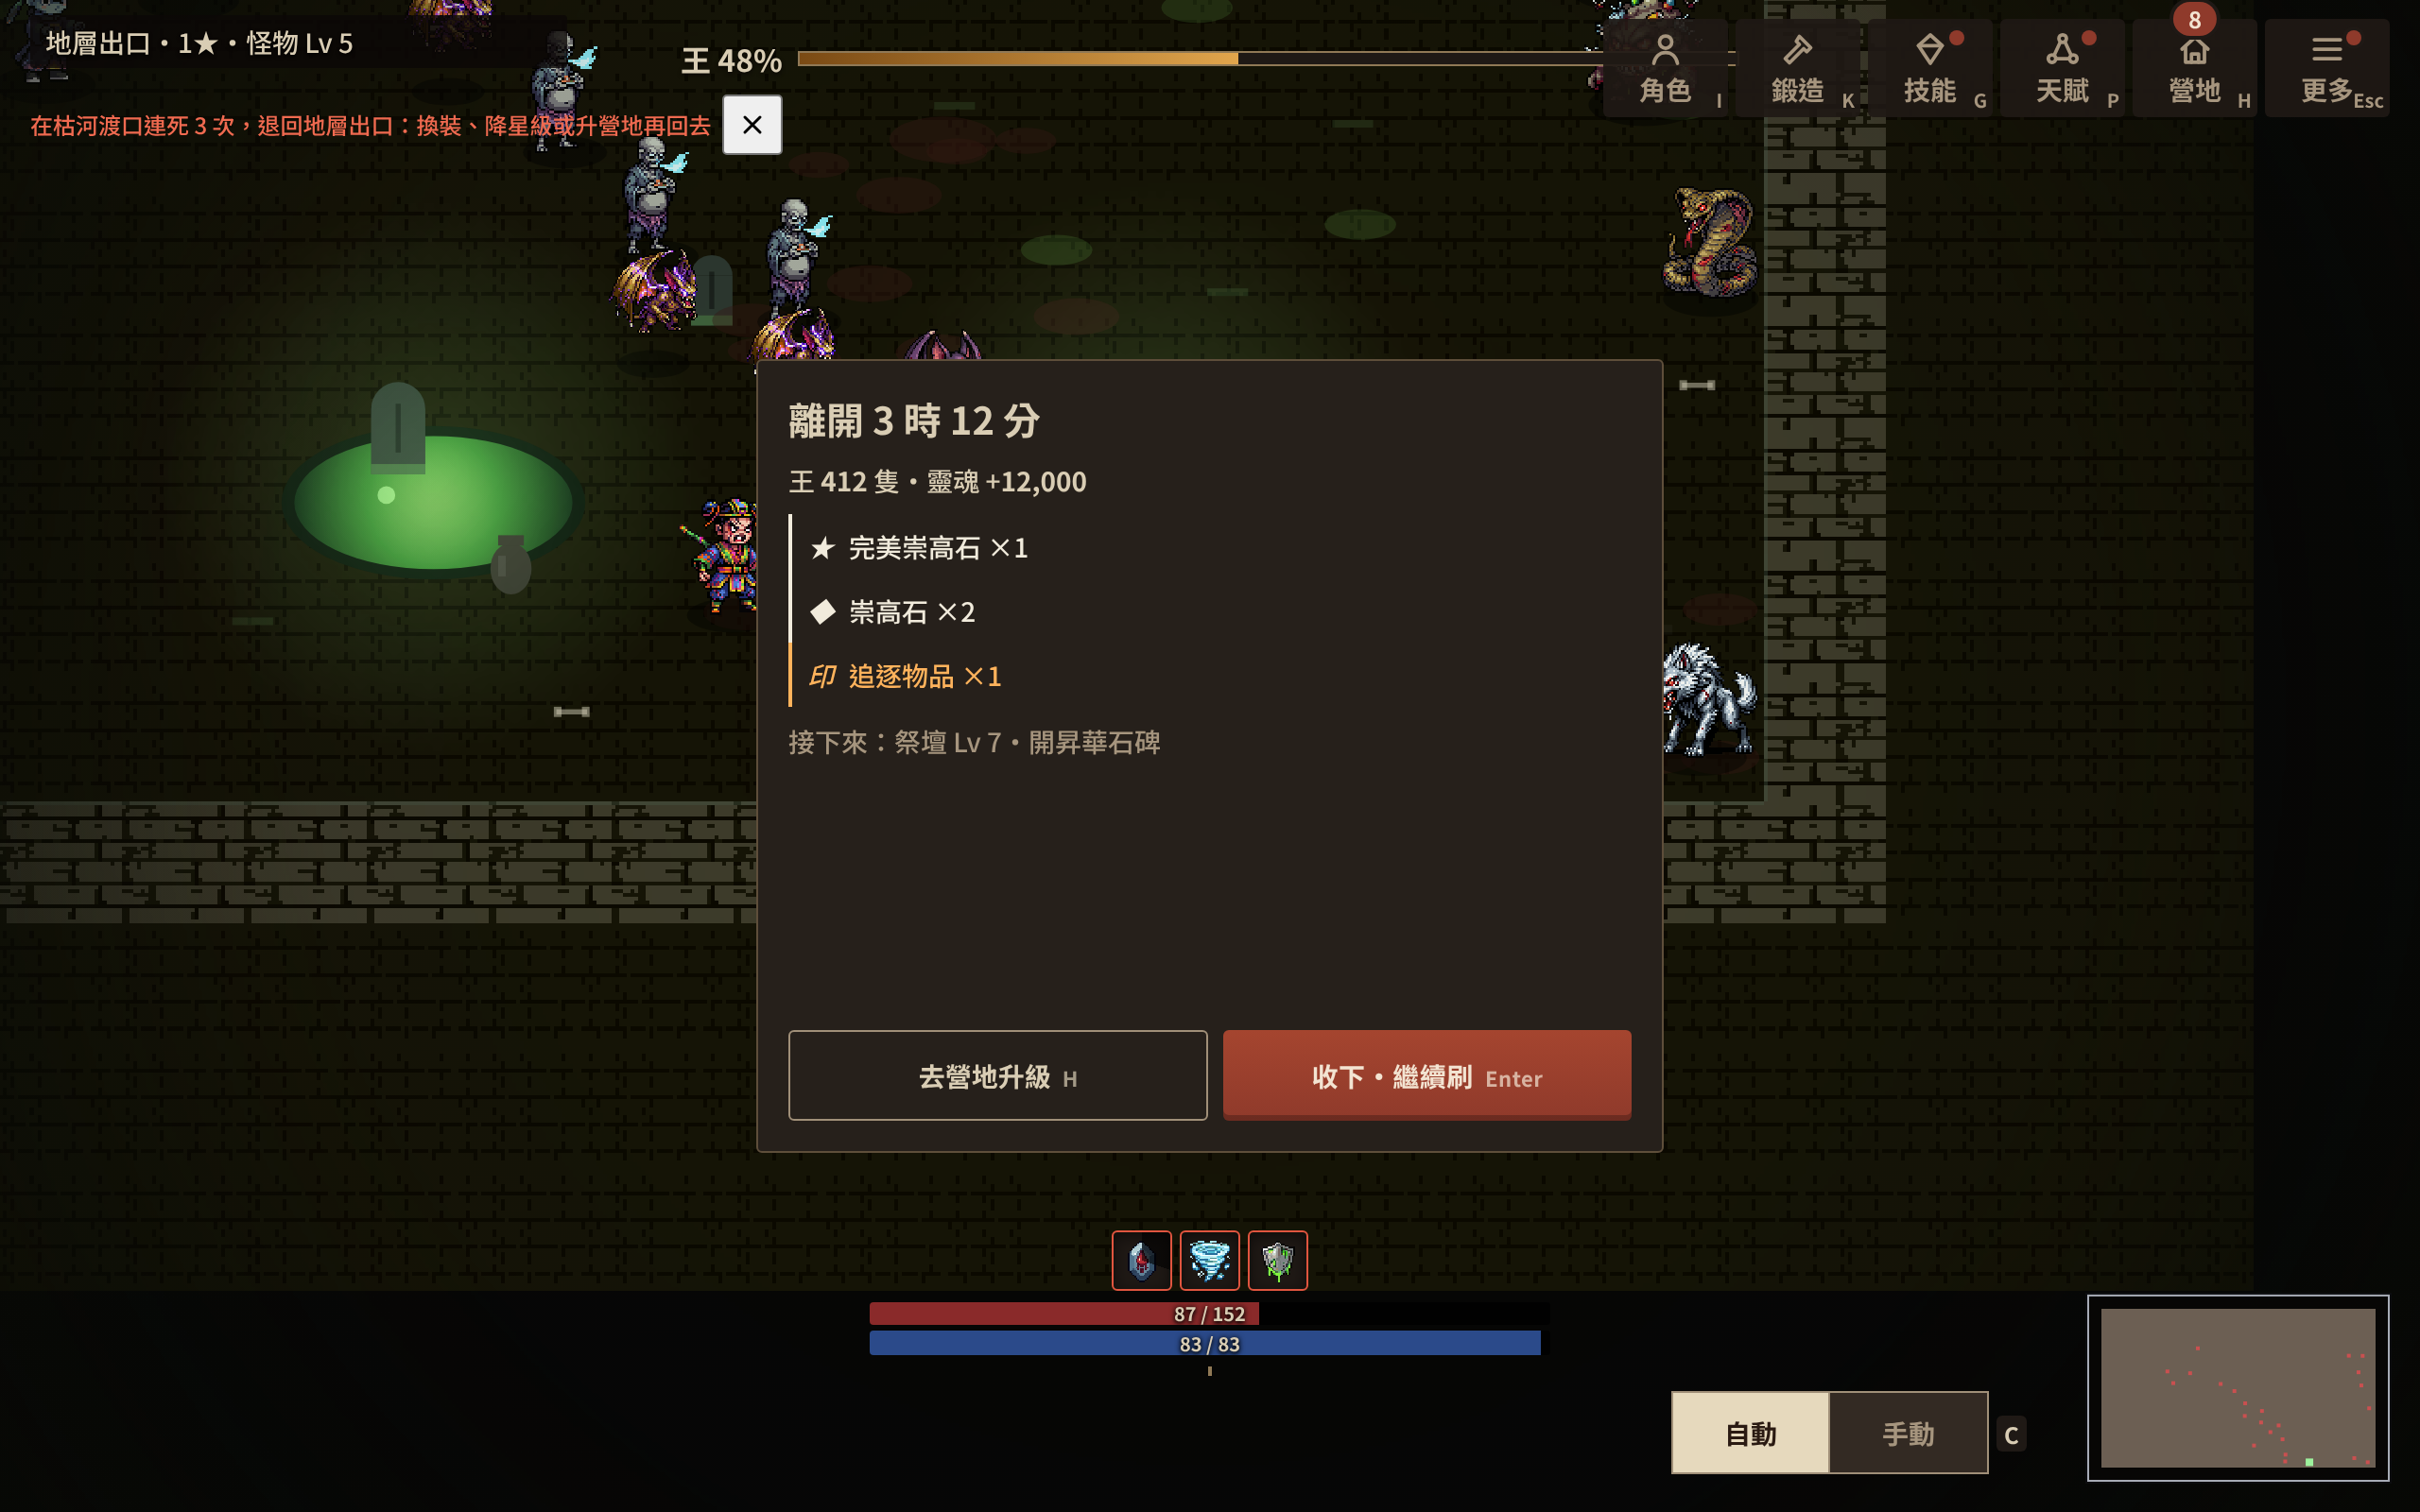 地層出口・1★・怪物 Lv 5
王 48%
8
角色 I
鍛造 K
技能 G
天賦 P
營地 H
更多 Esc
在枯河渡口連死 3 次，退回地層出口：換裝、降星級或升營地再回去
離開 3 時 12 分
王 412 隻・靈魂 +12,000
★ 完美崇高石 ×1
◆ 崇高石 ×2
印 追逐物品 ×1
接下來：祭壇 Lv 7・開昇華石碑
去營地升級 H
收下・繼續刷 Enter
87 / 152
83 / 83
自動
手動
C